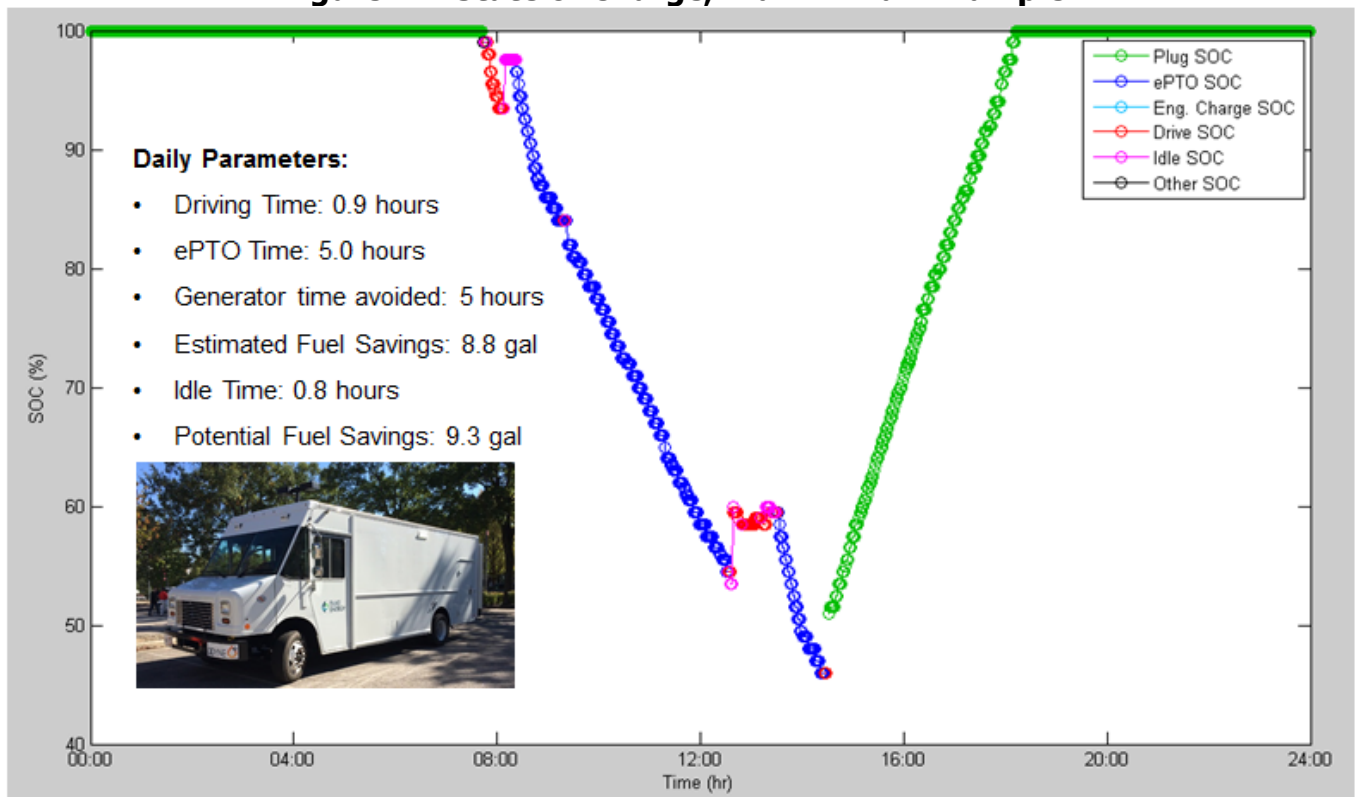 State of Charge,
100
90
80
70
60
50
40
SOC (%)
00:00
04:00
08:00
12:00
16:00
20:00
24:00
Time (hr)
Plug SOC
ePTO SOC
Eng. Charge SOC
Drive SOC
Idle SOC
Other SOC
Daily Parameters:
• Driving Time: 0.9 hours
• ePTO Time: 5.0 hours
• Generator time avoided: 5 hours
• Estimated Fuel Savings: 8.8 gal
• Idle Time: 0.8 hours
• Potential Fuel Savings: 9.3 gal